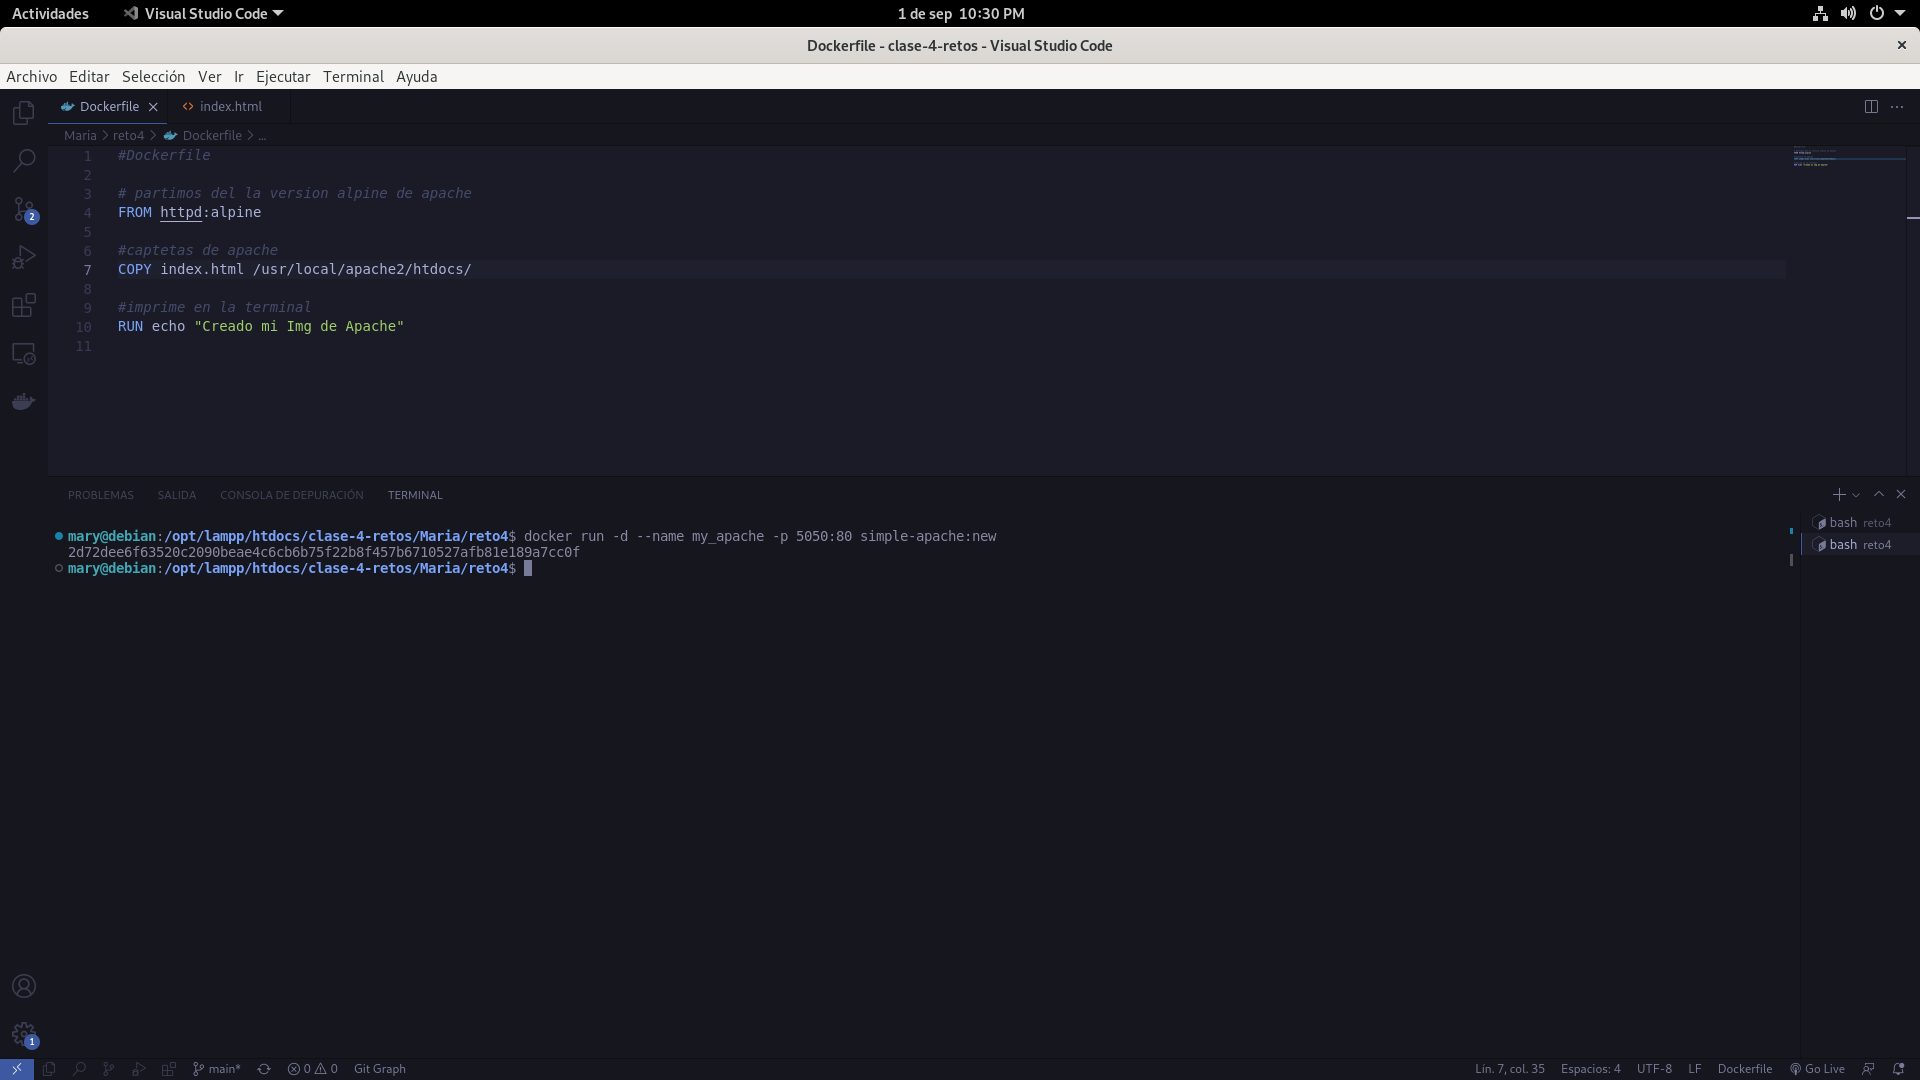 Actividades Visual Studio Code 1 de sep 10:30 PM
Dockerfile - clase-4-retos - Visual Studio Code
Archivo Editar Selección Ver Ir Ejecutar Terminal Ayuda
Dockerfile index.html
Maria > reto4 > Dockerfile > ...
1 #Dockerfile
2
3 # partimos del la version alpine de apache
4 FROM httpd:alpine
5
6 #captetas de apache
7 COPY index.html /usr/local/apache2/htdocs/
8
9 #imprime en la terminal
10 RUN echo "Creado mi Img de Apache"
11
2
PROBLEMAS SALIDA CONSOLA DE DEPURACIÓN TERMINAL
mary@debian:/opt/lampp/htdocs/clase-4-retos/Maria/reto4$ docker run -d --name my_apache -p 5050:80 simple-apache:new
2d72dee6f63520c2090beae4c6cb6b75f22b8f457b6710527afb81e189a7cc0f
mary@debian:/opt/lampp/htdocs/clase-4-retos/Maria/reto4$
bash reto4
bash reto4
1
main* 0 0 Git Graph Lín. 7, col. 35 Espacios: 4 UTF-8 LF Dockerfile Go Live